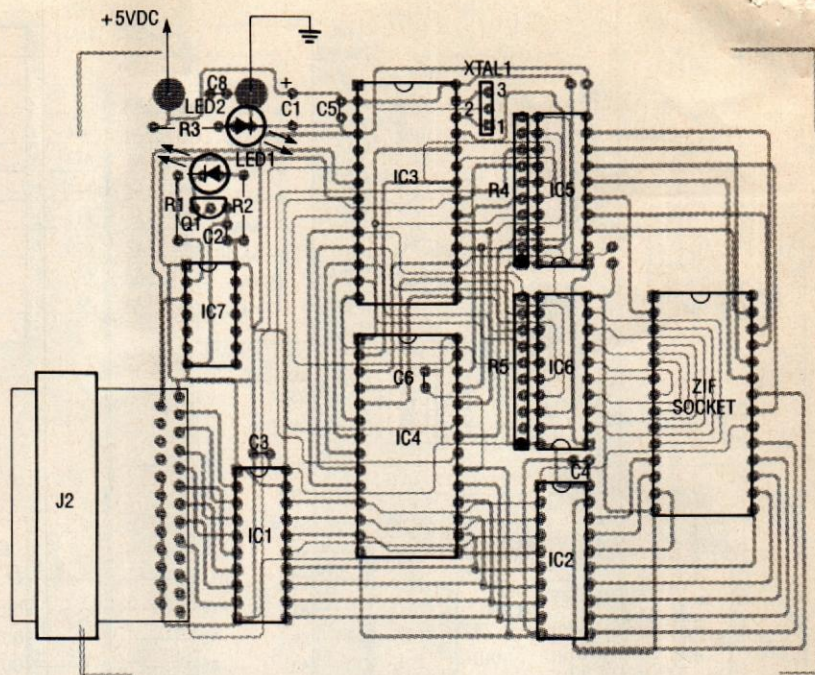 +5VDC
XTAL1
C8
+
3
LED2
C1
C5
2
R3
1
LED1
IC3
R4
IC5
R1
R2
Q1
C2
IC7
R5
IC6
ZIF
SOCKET
C6
IC4
C3
C4
J2
IC1
IC2